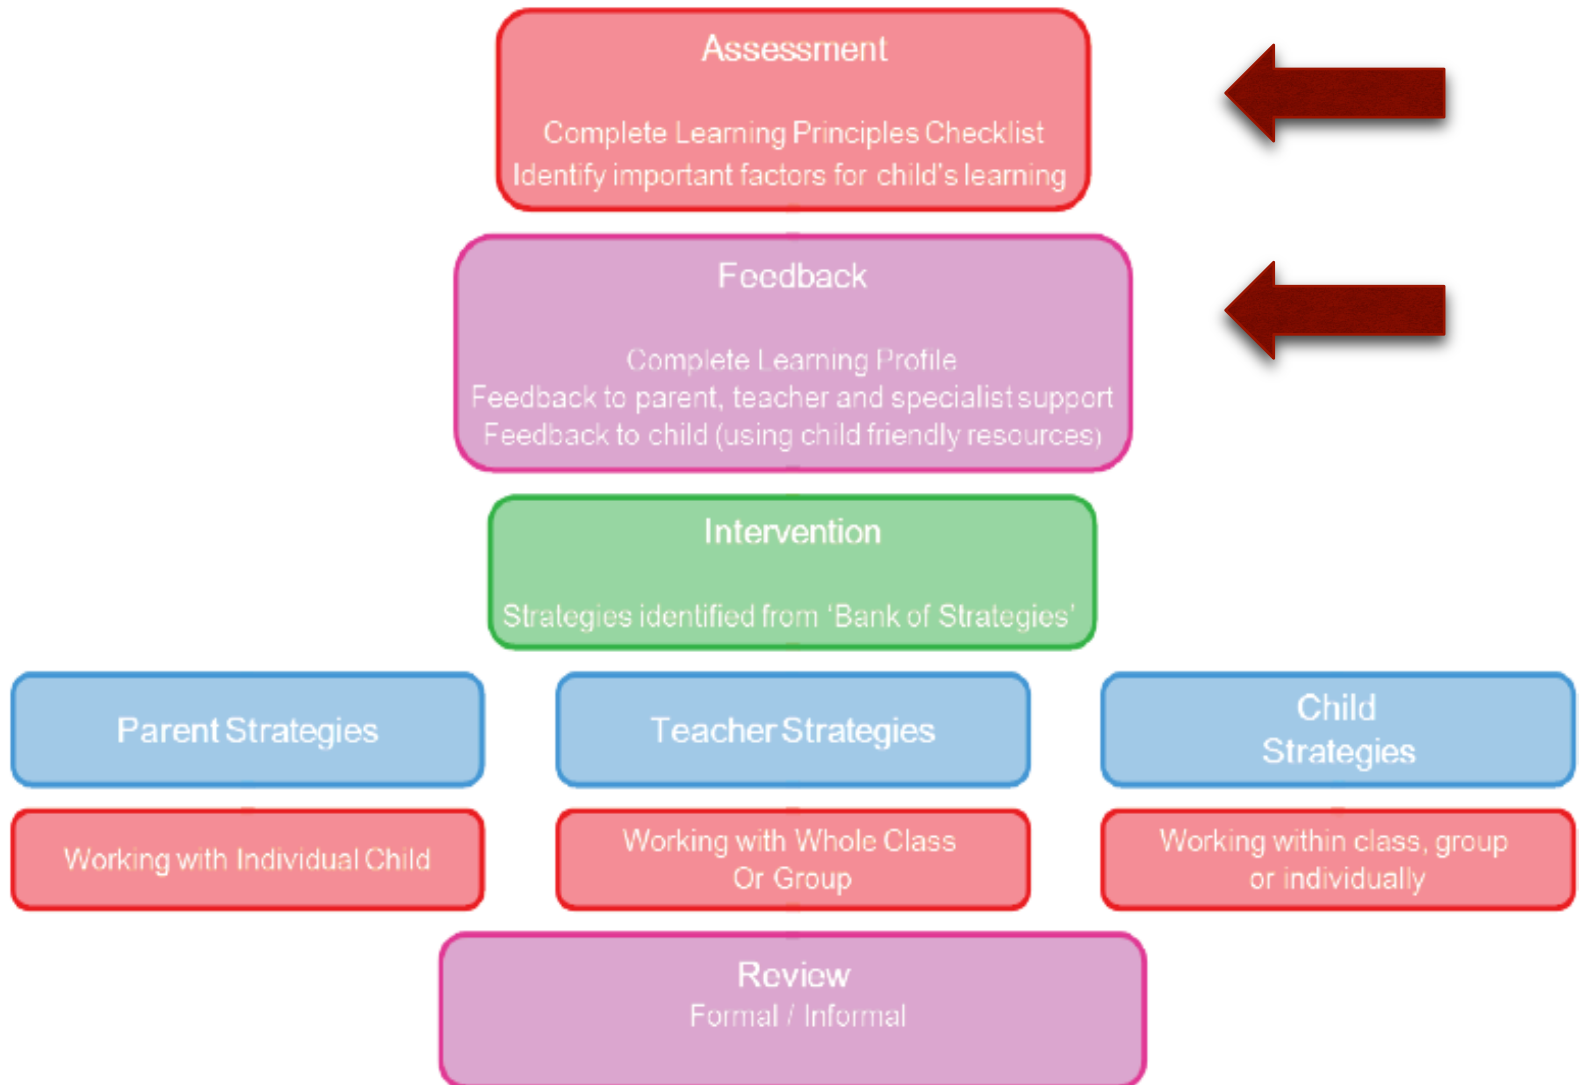 Assessment
Complete Learning Principles Checklist
Identify important factors for child's learning
Feedback
Complete Learning Profile
Feedback to parent, teacher and specialist support
Feedback to child (using child friendly resources)
Intervention
Strategies identified from ‘Bank of Strategies’
Parent Strategies
Teacher Strategies
Child
Strategies
Working with Individual Child
Working with Whole Class
Or Group
Working within class, group
or individually
Review
Formal / Informal